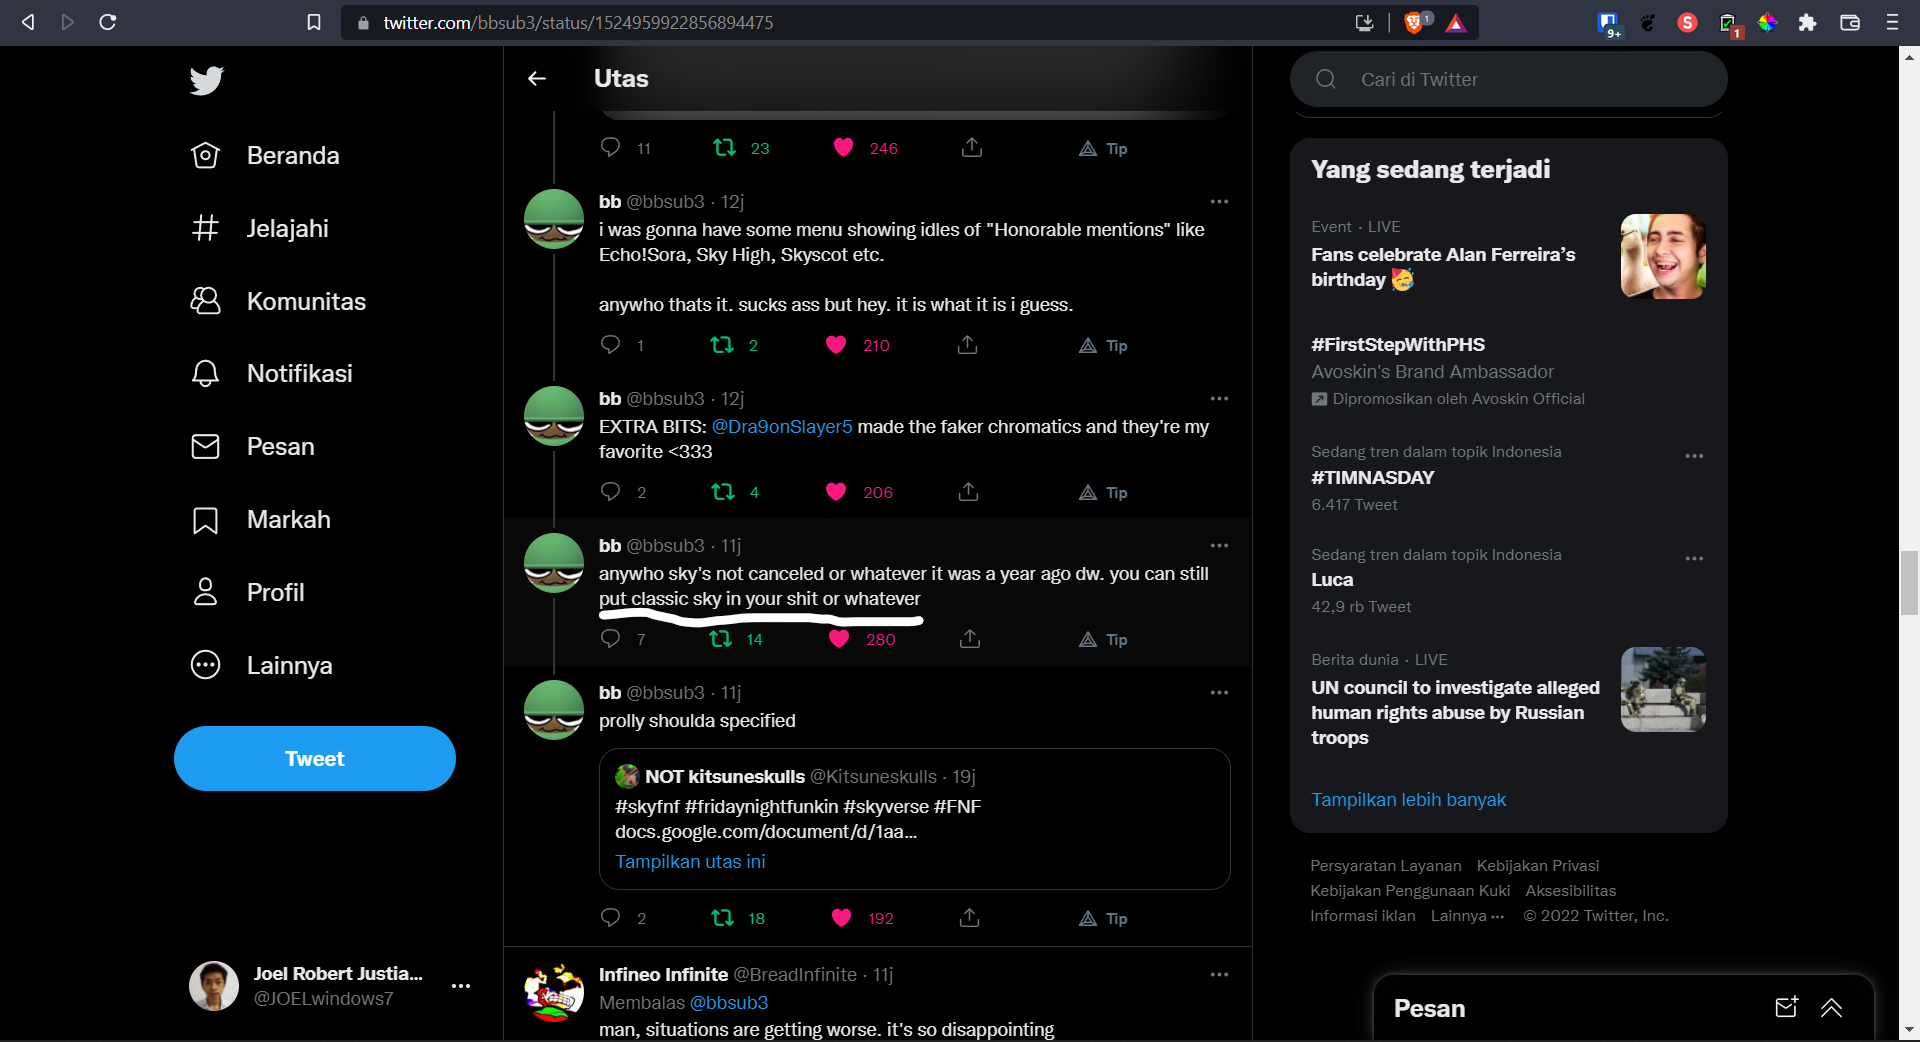 twitter.com/bbsub3/status/1524959922856894475
1
9+
S
1
Beranda
Jelajahi
Komunitas
Notifikasi
Pesan
Markah
Profil
Lainnya
Tweet
Joel Robert Justia...
@JOELwindows7
Utas
11
23
246
Tip
bb @bbsub3 · 12j
i was gonna have some menu showing idles of "Honorable mentions" like
Echo!Sora, Sky High, Skyscot etc.
anywho thats it. sucks ass but hey. it is what it is i guess.
1
2
210
Tip
bb @bbsub3 · 12j
EXTRA BITS: @Dra9onSlayer5 made the faker chromatics and they're my
favorite <333
2
4
206
Tip
bb @bbsub3 · 11j
anywho sky's not canceled or whatever it was a year ago dw. you can still
put classic sky in your shit or whatever
7
14
280
Tip
bb @bbsub3 · 11j
prolly shoulda specified
NOT kitsuneskulls @Kitsuneskulls · 19j
#skyfnf #fridaynightfunkin #skyverse #FNF
docs.google.com/document/d/1aa...
Tampilkan utas ini
2
18
192
Tip
Infineo Infinite @BreadInfinite · 11j
Membalas @bbsub3
man, situations are getting worse. it's so disappointing
Cari di Twitter
Yang sedang terjadi
Event · LIVE
Fans celebrate Alan Ferreira's
birthday 🥳
#FirstStepWithPHS
Avoskin's Brand Ambassador
Dipromosikan oleh Avoskin Official
Sedang tren dalam topik Indonesia
#TIMNASDAY
6.417 Tweet
Sedang tren dalam topik Indonesia
Luca
42,9 rb Tweet
Berita dunia · LIVE
UN council to investigate alleged
human rights abuse by Russian
troops
Tampilkan lebih banyak
Persyaratan Layanan Kebijakan Privasi
Kebijakan Penggunaan Kuki Aksesibilitas
Informasi iklan Lainnya ··· © 2022 Twitter, Inc.
Pesan